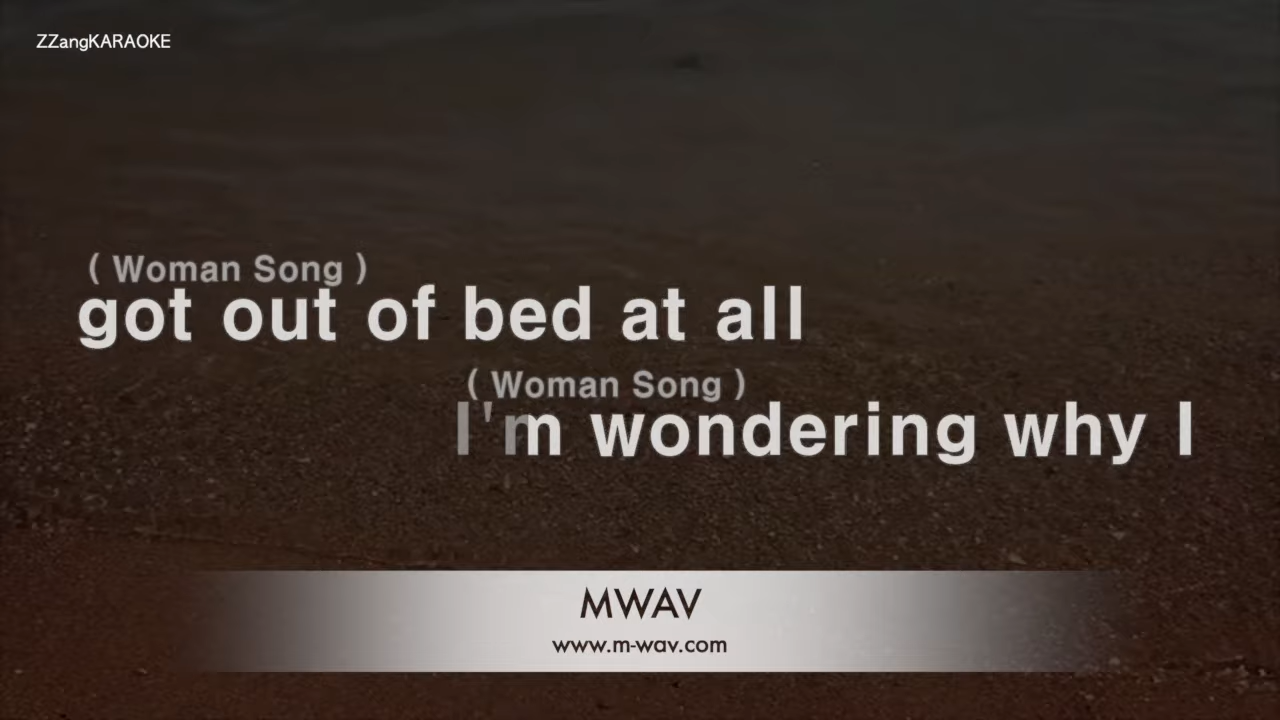 ZZangKARAOKE
( Woman Song )
got out of bed at all
( Woman Song )
I'm wondering why I
MWAV
www.m-wav.com